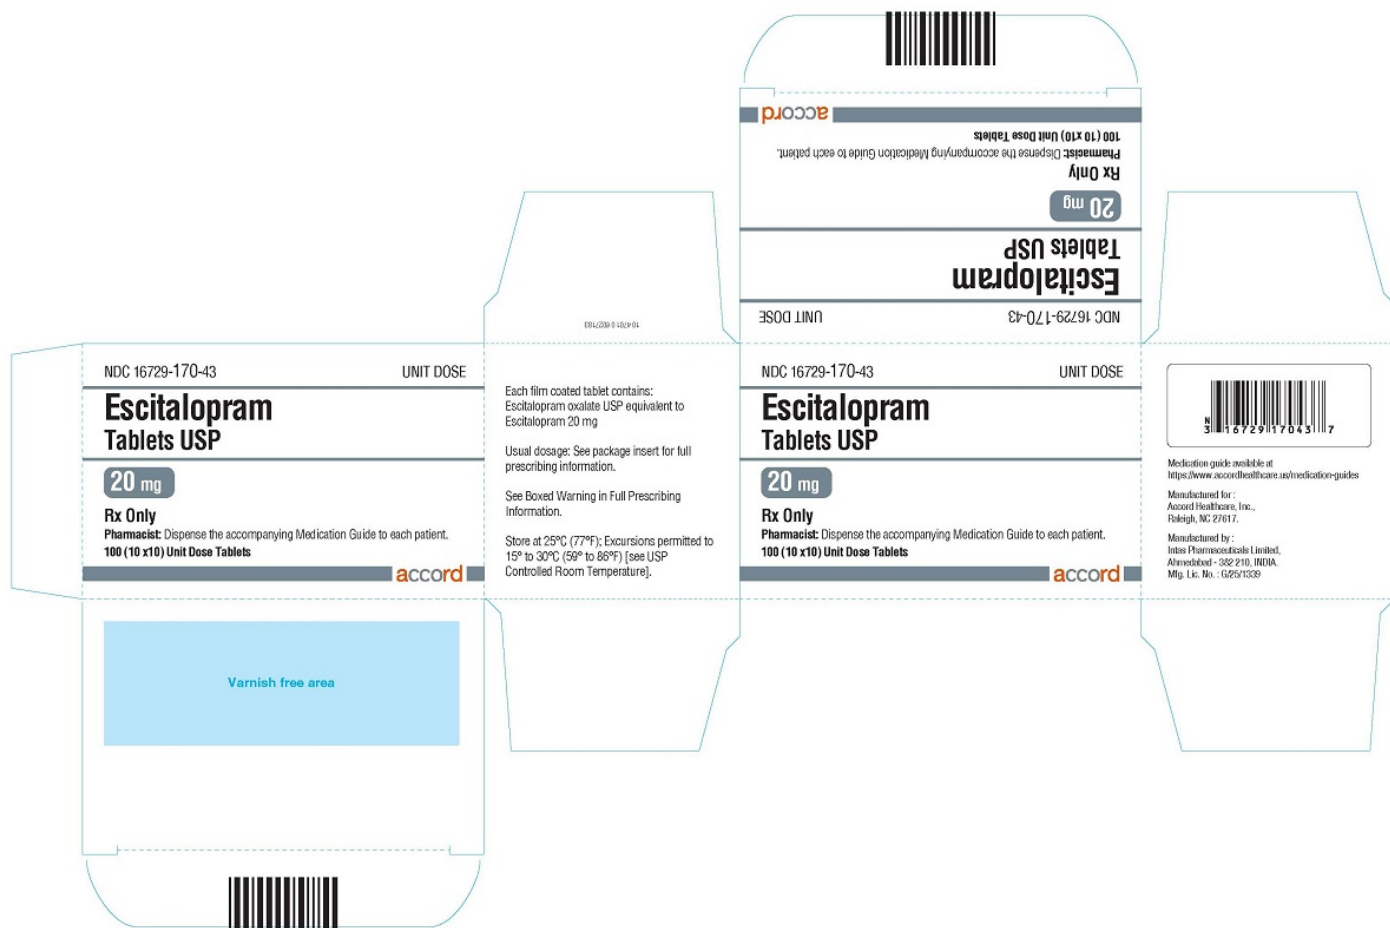 accord
100 (10 x10) Unit Dose Tablets
Pharmacist: Dispense the accompanying Medication Guide to each patient.
Rx Only
20 mg
Tablets USP
Escitalopram
NDC 16729-170-43 UNIT DOSE
NDC 16729-170-43 UNIT DOSE
Escitalopram
Tablets USP
20 mg
Rx Only
Pharmacist: Dispense the accompanying Medication Guide to each patient.
100 (10 x10) Unit Dose Tablets
accord
Each film coated tablet contains:
Escitalopram oxalate USP equivalent to
Escitalopram 20 mg
Usual dosage: See package insert for full
prescribing information.
See Boxed Warning in Full Prescribing
Information.
Store at 25ºC (77ºF); Excursions permitted to
15º to 30ºC (59º to 86ºF) [see USP
Controlled Room Temperature].
NDC 16729-170-43 UNIT DOSE
Escitalopram
Tablets USP
20 mg
Rx Only
Pharmacist: Dispense the accompanying Medication Guide to each patient.
100 (10 x10) Unit Dose Tablets
accord
N
3 16729 17043 7
Medication guide available at
https://www.accordhealthcare.us/medication-guides
Manufactured for :
Accord Healthcare, Inc.,
Raleigh, NC 27617.
Manufactured by :
Intas Pharmaceuticals Limited,
Ahmedabad - 382 210, INDIA.
Mfg. Lic. No. : G/25/1339
Varnish free area